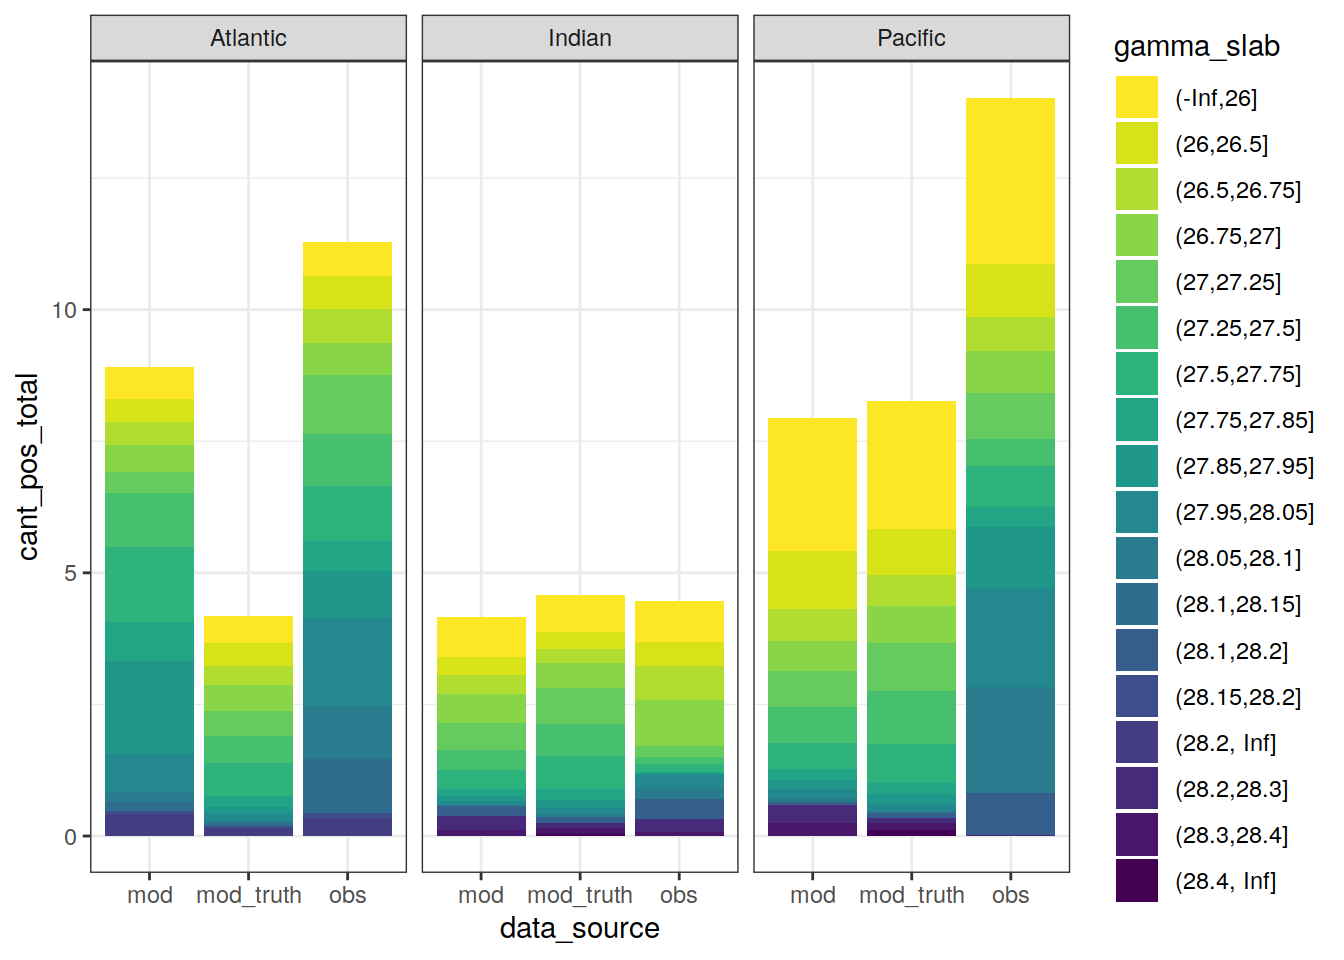 Atlantic
Indian
Pacific
cant_pos_total
10
5
0
mod mod_truth obs
mod mod_truth obs
mod mod_truth obs
data_source
gamma_slab
(-Inf,26]
(26,26.5]
(26.5,26.75]
(26.75,27]
(27,27.25]
(27.25,27.5]
(27.5,27.75]
(27.75,27.85]
(27.85,27.95]
(27.95,28.05]
(28.05,28.1]
(28.1,28.15]
(28.1,28.2]
(28.15,28.2]
(28.2, Inf]
(28.2,28.3]
(28.3,28.4]
(28.4, Inf]